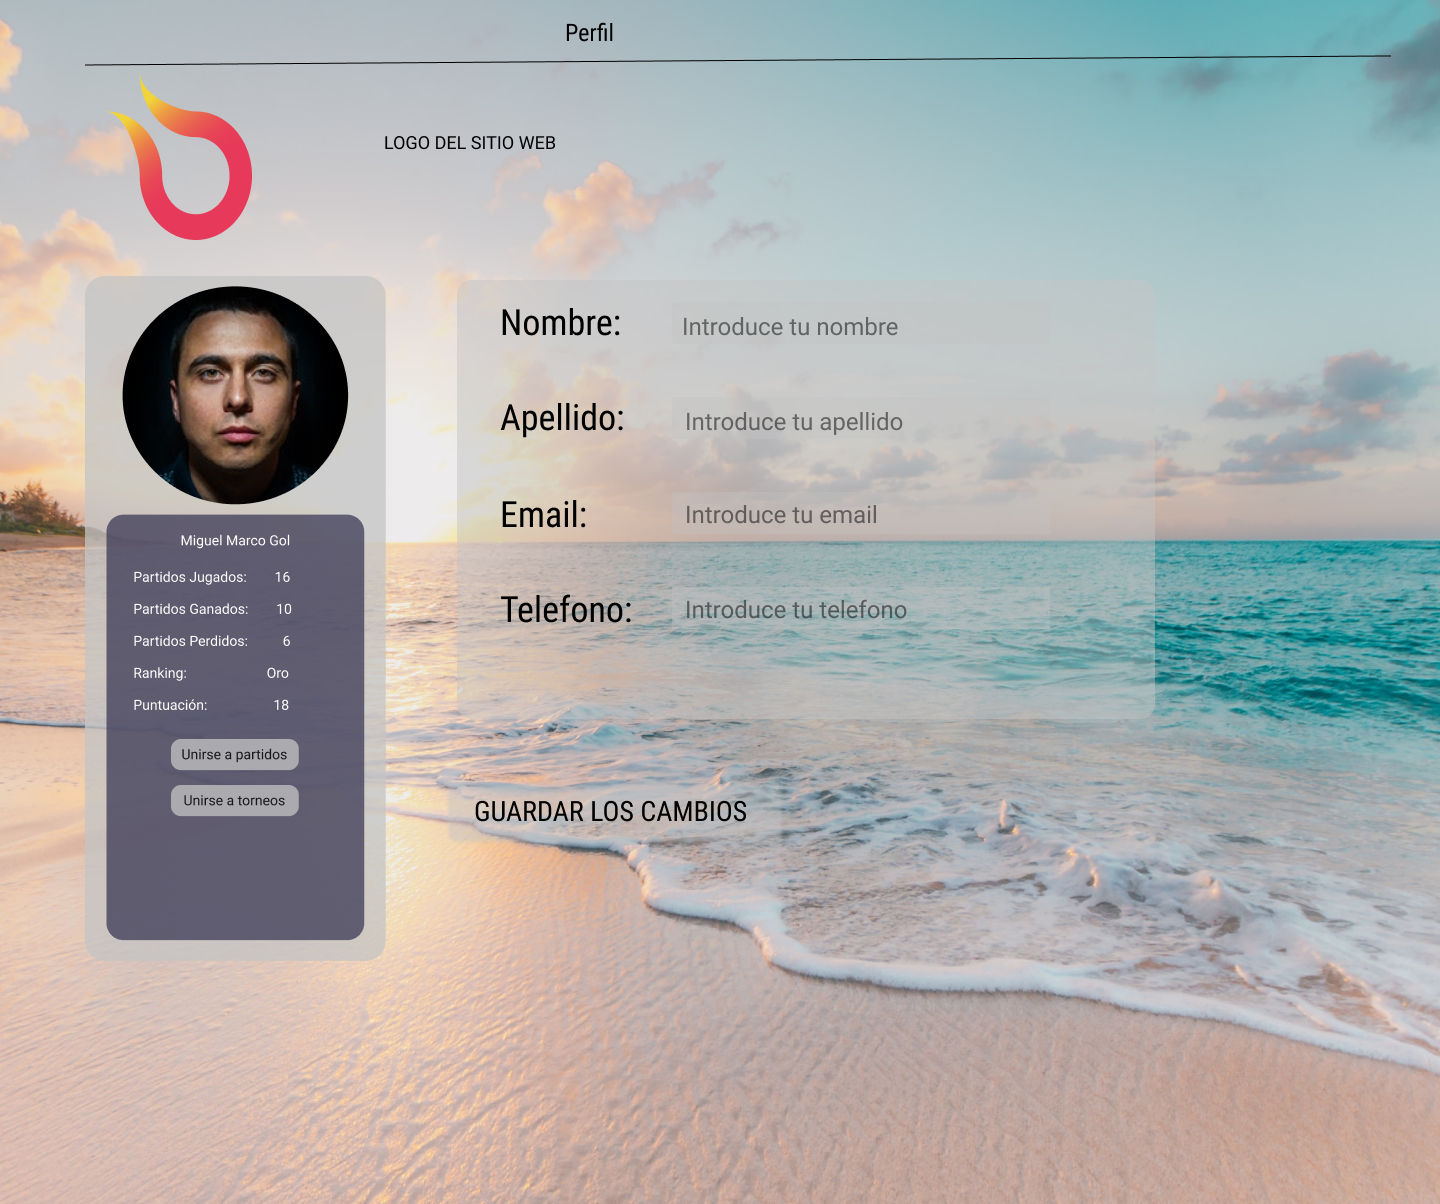 Perfil
LOGO DEL SITIO WEB
Miguel Marco Gol
Partidos Jugados: 16
Partidos Ganados: 10
Partidos Perdidos: 6
Ranking: Oro
Puntuación: 18
Unirse a partidos
Unirse a torneos
Nombre: Introduce tu nombre
Apellido: Introduce tu apellido
Email: Introduce tu email
Telefono: Introduce tu telefono
GUARDAR LOS CAMBIOS